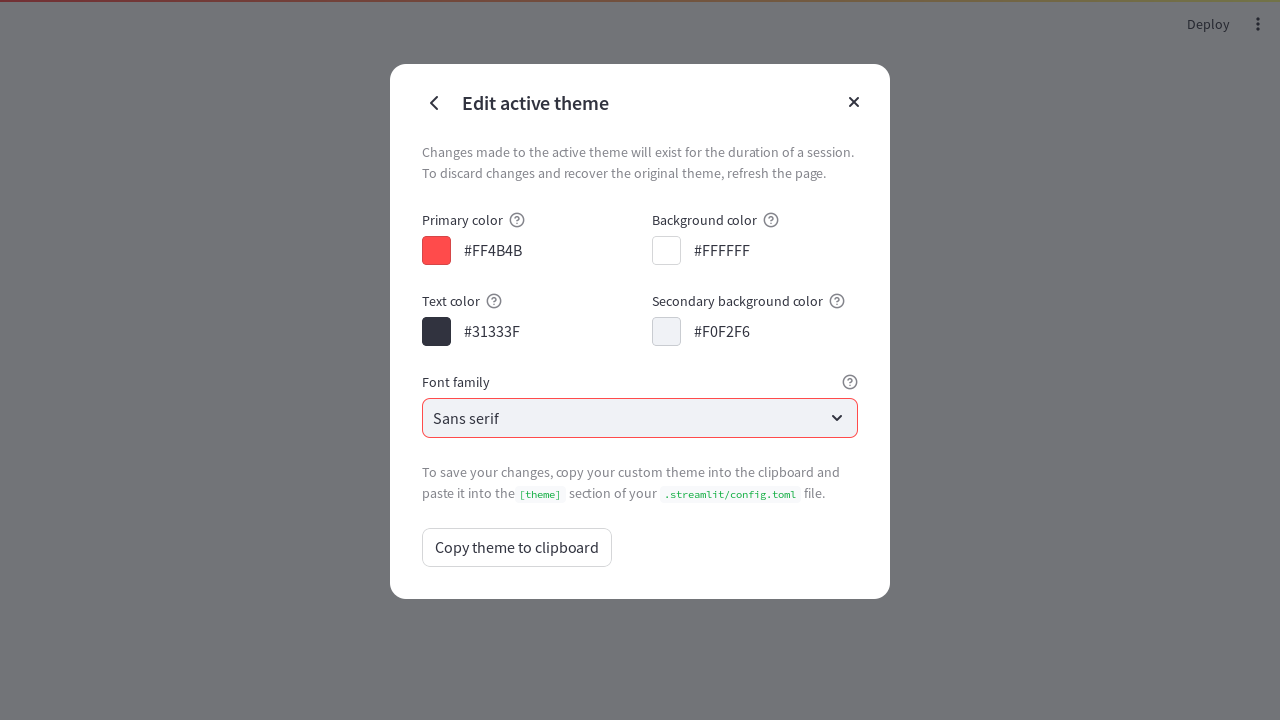 Deploy
Edit active theme
Changes made to the active theme will exist for the duration of a session.
To discard changes and recover the original theme, refresh the page.
Primary color
Background color
#FF4B4B
#FFFFFF
Text color
Secondary background color
#31333F
#F0F2F6
Font family
Sans serif
To save your changes, copy your custom theme into the clipboard and
paste it into the [theme] section of your .streamlit/config.toml file.
Copy theme to clipboard